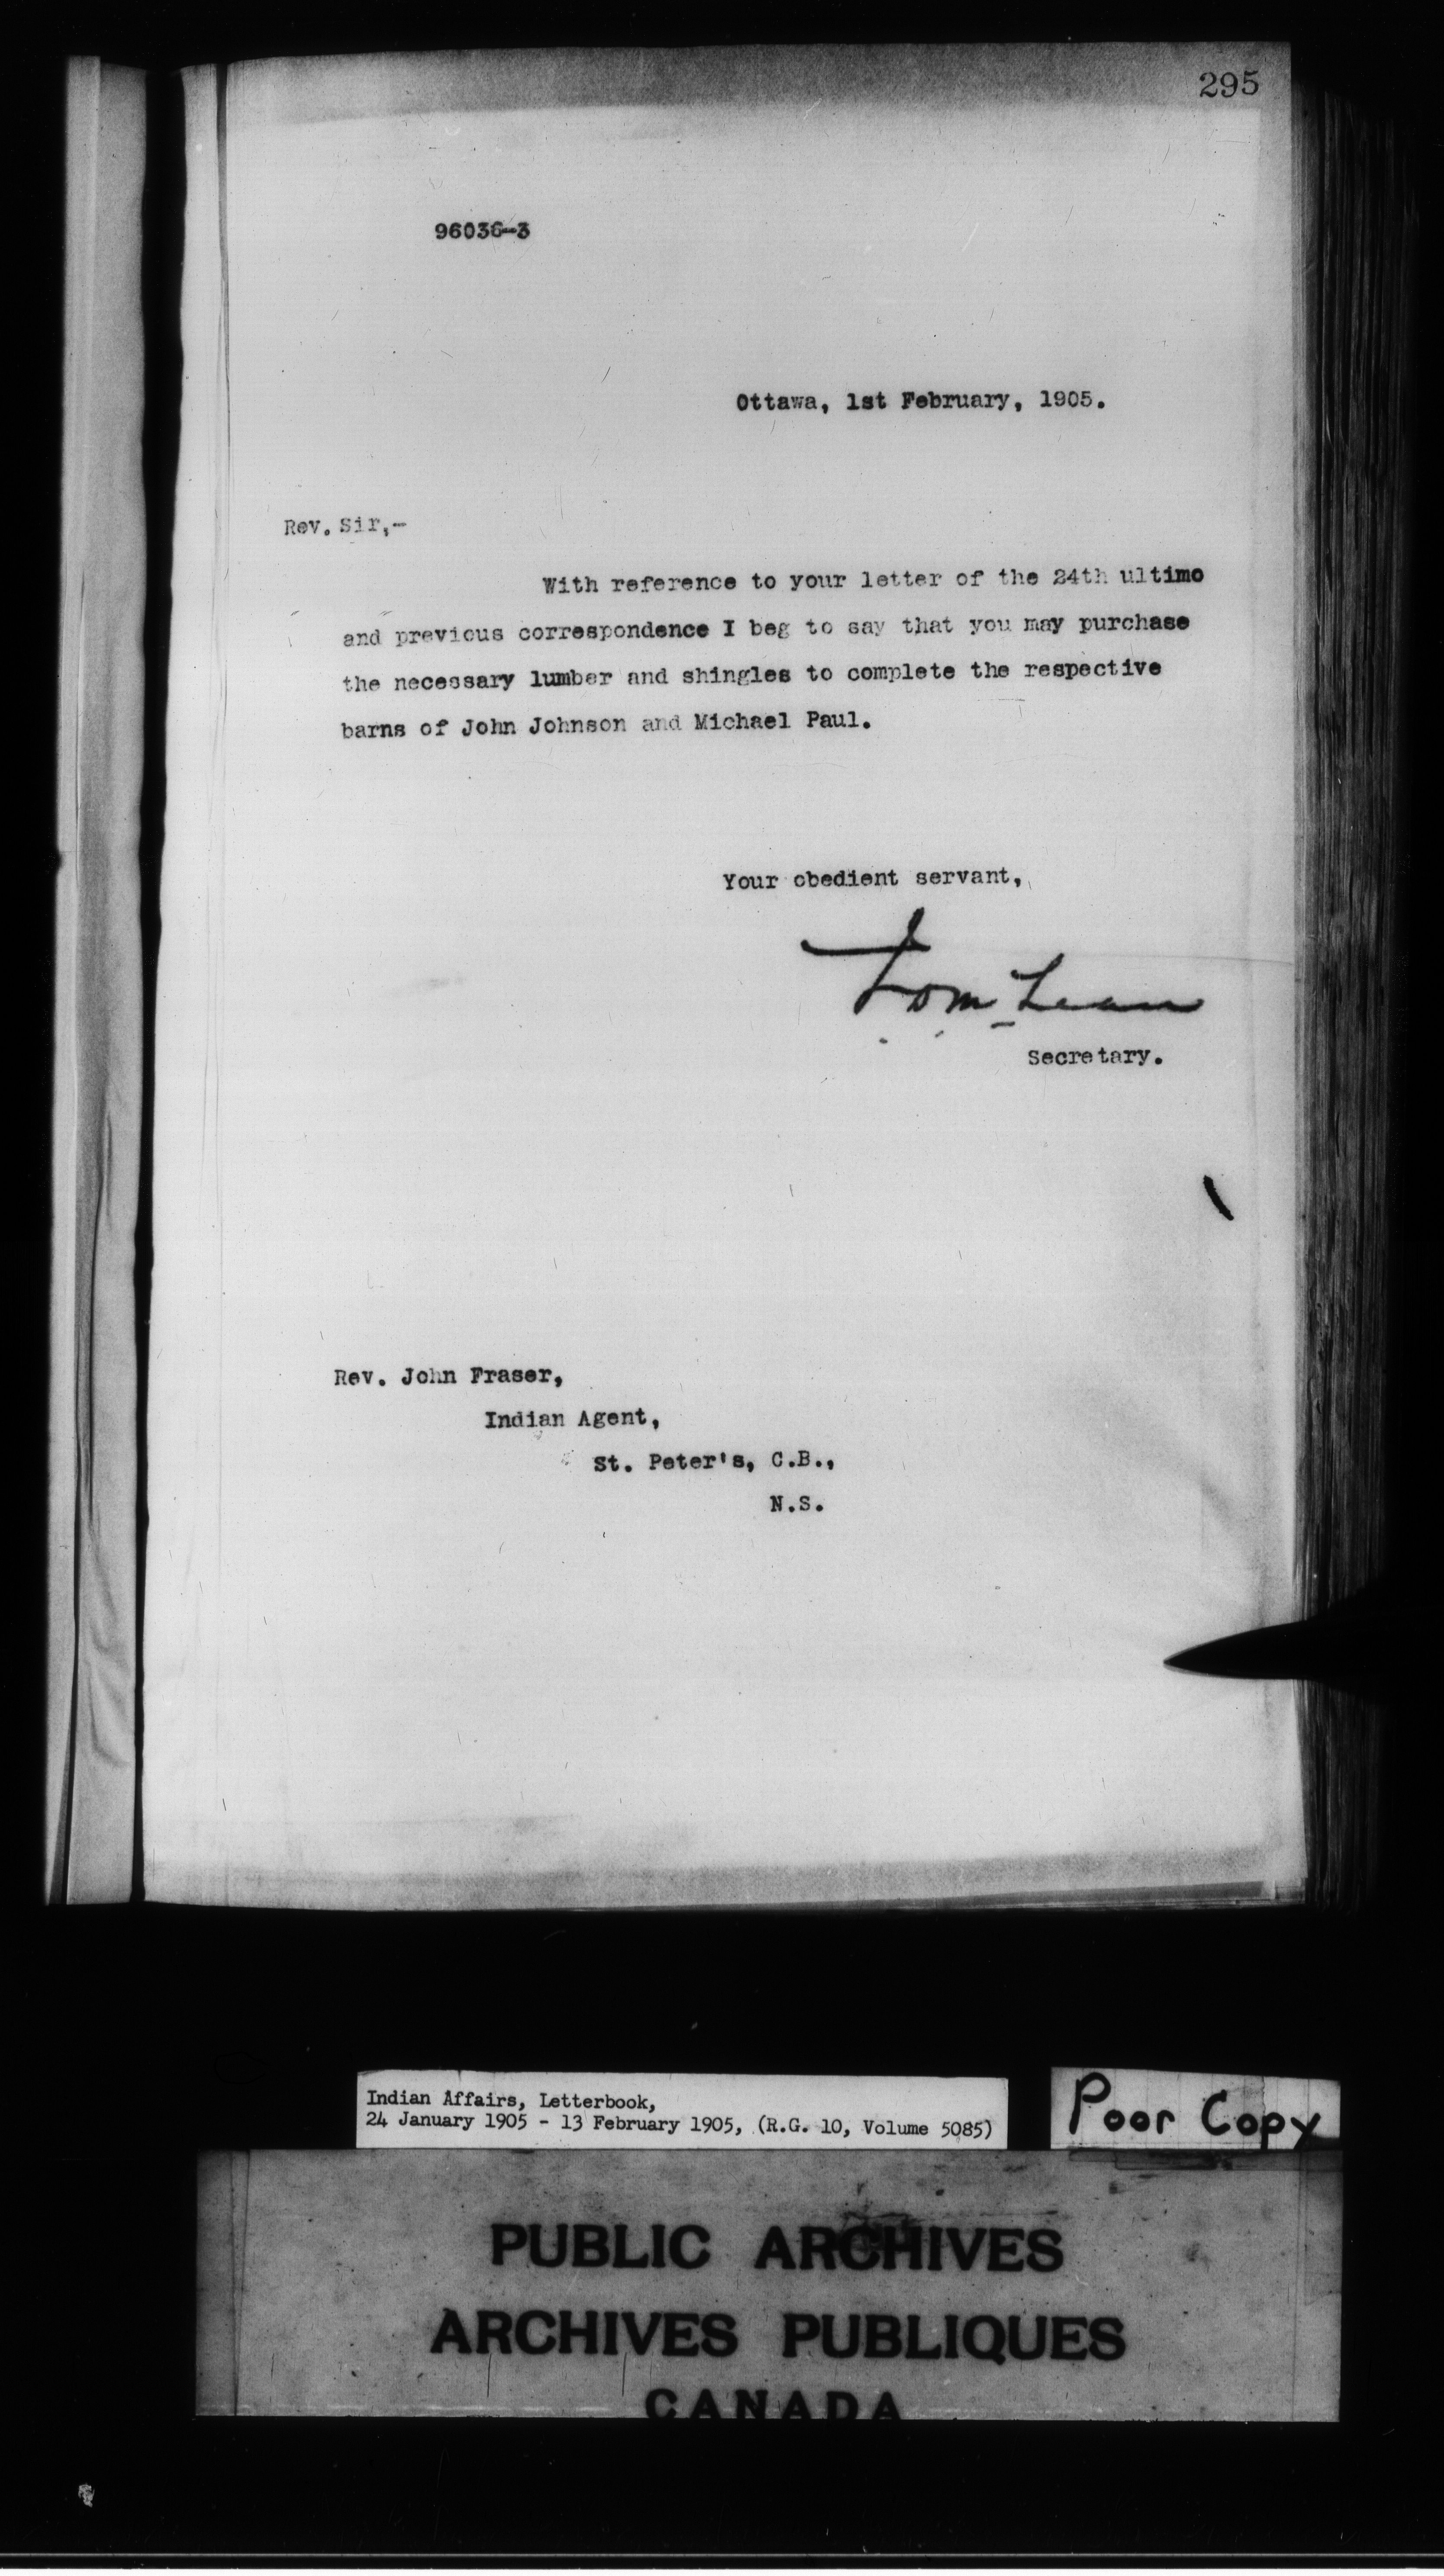 295
96036-3
Ottawa, 1st February, 1905.
Rev. Sir,-
With reference to your letter of the 24th ultimo
and previous correspondence I beg to say that you may purchase
the necessary lumber and shingles to complete the respective
barns of John Johnson and Michael Paul.
Your obedient servant,
Secretary.
Rev. John Fraser,
Indian Agent,
St. Peter's, C.B.,
N.S.
Indian Affairs, Letterbook,
24 January 1905 - 13 February 1905, (R.G. 10, Volume 5085)
Poor Copy
PUBLIC ARCHIVES
ARCHIVES PUBLIQUES
CANADA